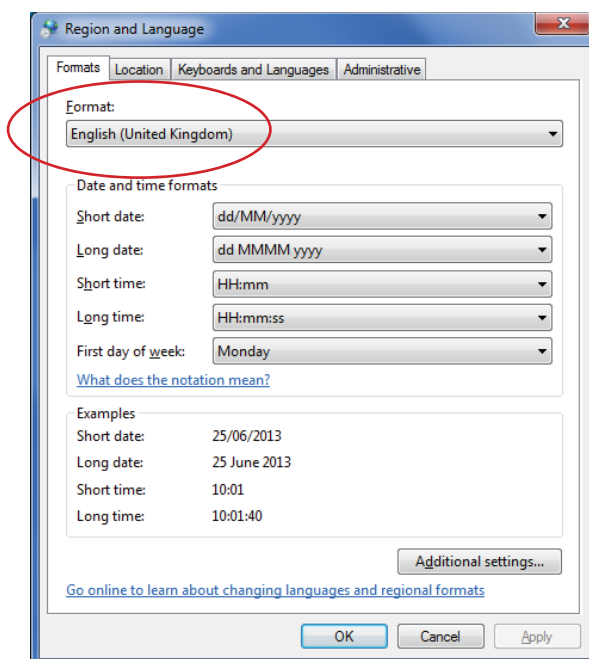 Region and Language
Formats Location Keyboards and Languages Administrative
Format:
English (United Kingdom)
Date and time formats
Short date: dd/MM/yyyy
Long date: dd MMMM yyyy
Short time: HH:mm
Long time: HH:mm:ss
First day of week: Monday
What does the notation mean?
Examples
Short date: 25/06/2013
Long date: 25 June 2013
Short time: 10:01
Long time: 10:01:40
Additional settings...
Go online to learn about changing languages and regional formats
OK Cancel Apply